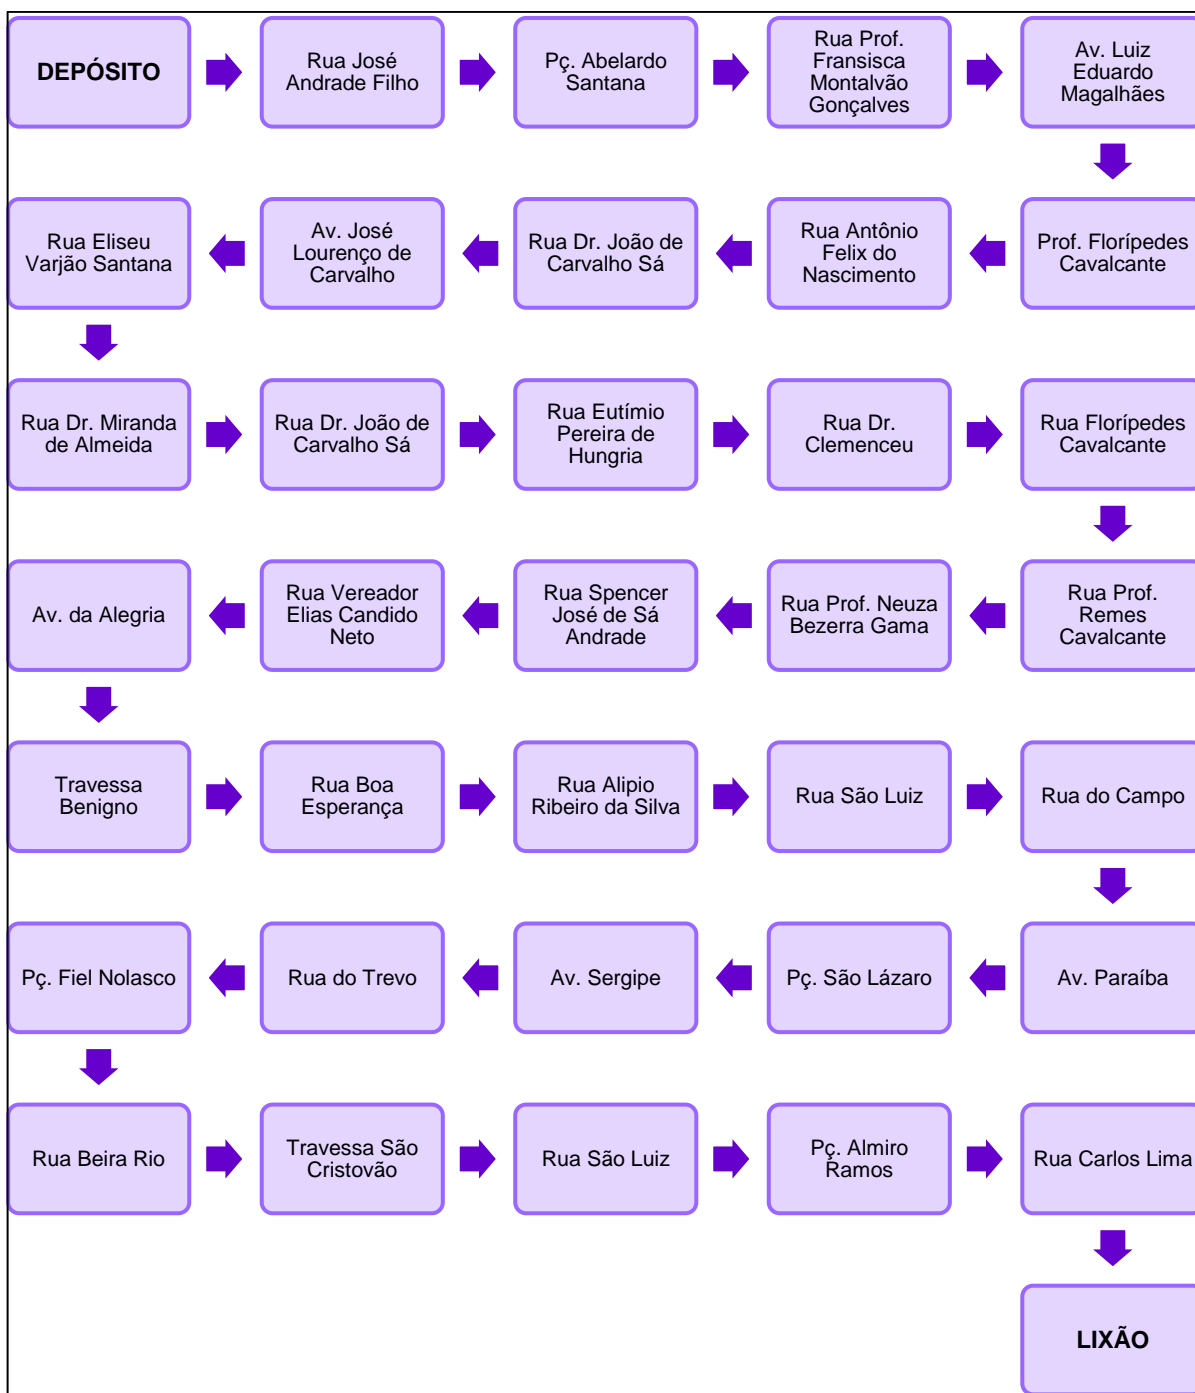 DEPÓSITO
Rua José
Andrade Filho
Pç. Abelardo
Santana
Rua Prof.
Fransisca
Montalvão
Gonçalves
Av. Luiz
Eduardo
Magalhães
Prof. Florípedes
Cavalcante
Rua Antônio
Felix do
Nascimento
Rua Dr. João de
Carvalho Sá
Av. José
Lourenço de
Carvalho
Rua Eliseu
Varjão Santana
Rua Dr. Miranda
de Almeida
Rua Dr. João de
Carvalho Sá
Rua Eutímio
Pereira de
Hungria
Rua Dr.
Clemenceu
Rua Florípedes
Cavalcante
Rua Prof.
Remes
Cavalcante
Rua Prof. Neuza
Bezerra Gama
Rua Spencer
José de Sá
Andrade
Rua Vereador
Elias Candido
Neto
Av. da Alegria
Travessa
Benigno
Rua Boa
Esperança
Rua Alipio
Ribeiro da Silva
Rua São Luiz
Rua do Campo
Av. Paraíba
Pç. São Lázaro
Av. Sergipe
Rua do Trevo
Pç. Fiel Nolasco
Rua Beira Rio
Travessa São
Cristovão
Rua São Luiz
Pç. Almiro
Ramos
Rua Carlos Lima
LIXÃO